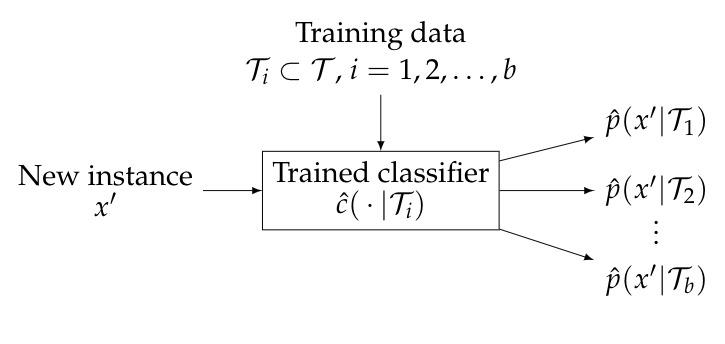 Training data
𝒯ᵢ ⊂ 𝒯, i = 1, 2, . . . , b
New instance
x′
Trained classifier
ĉ( · |𝒯ᵢ)
p̂(x′|𝒯₁)
p̂(x′|𝒯₂)
⋮
p̂(x′|𝒯_b)